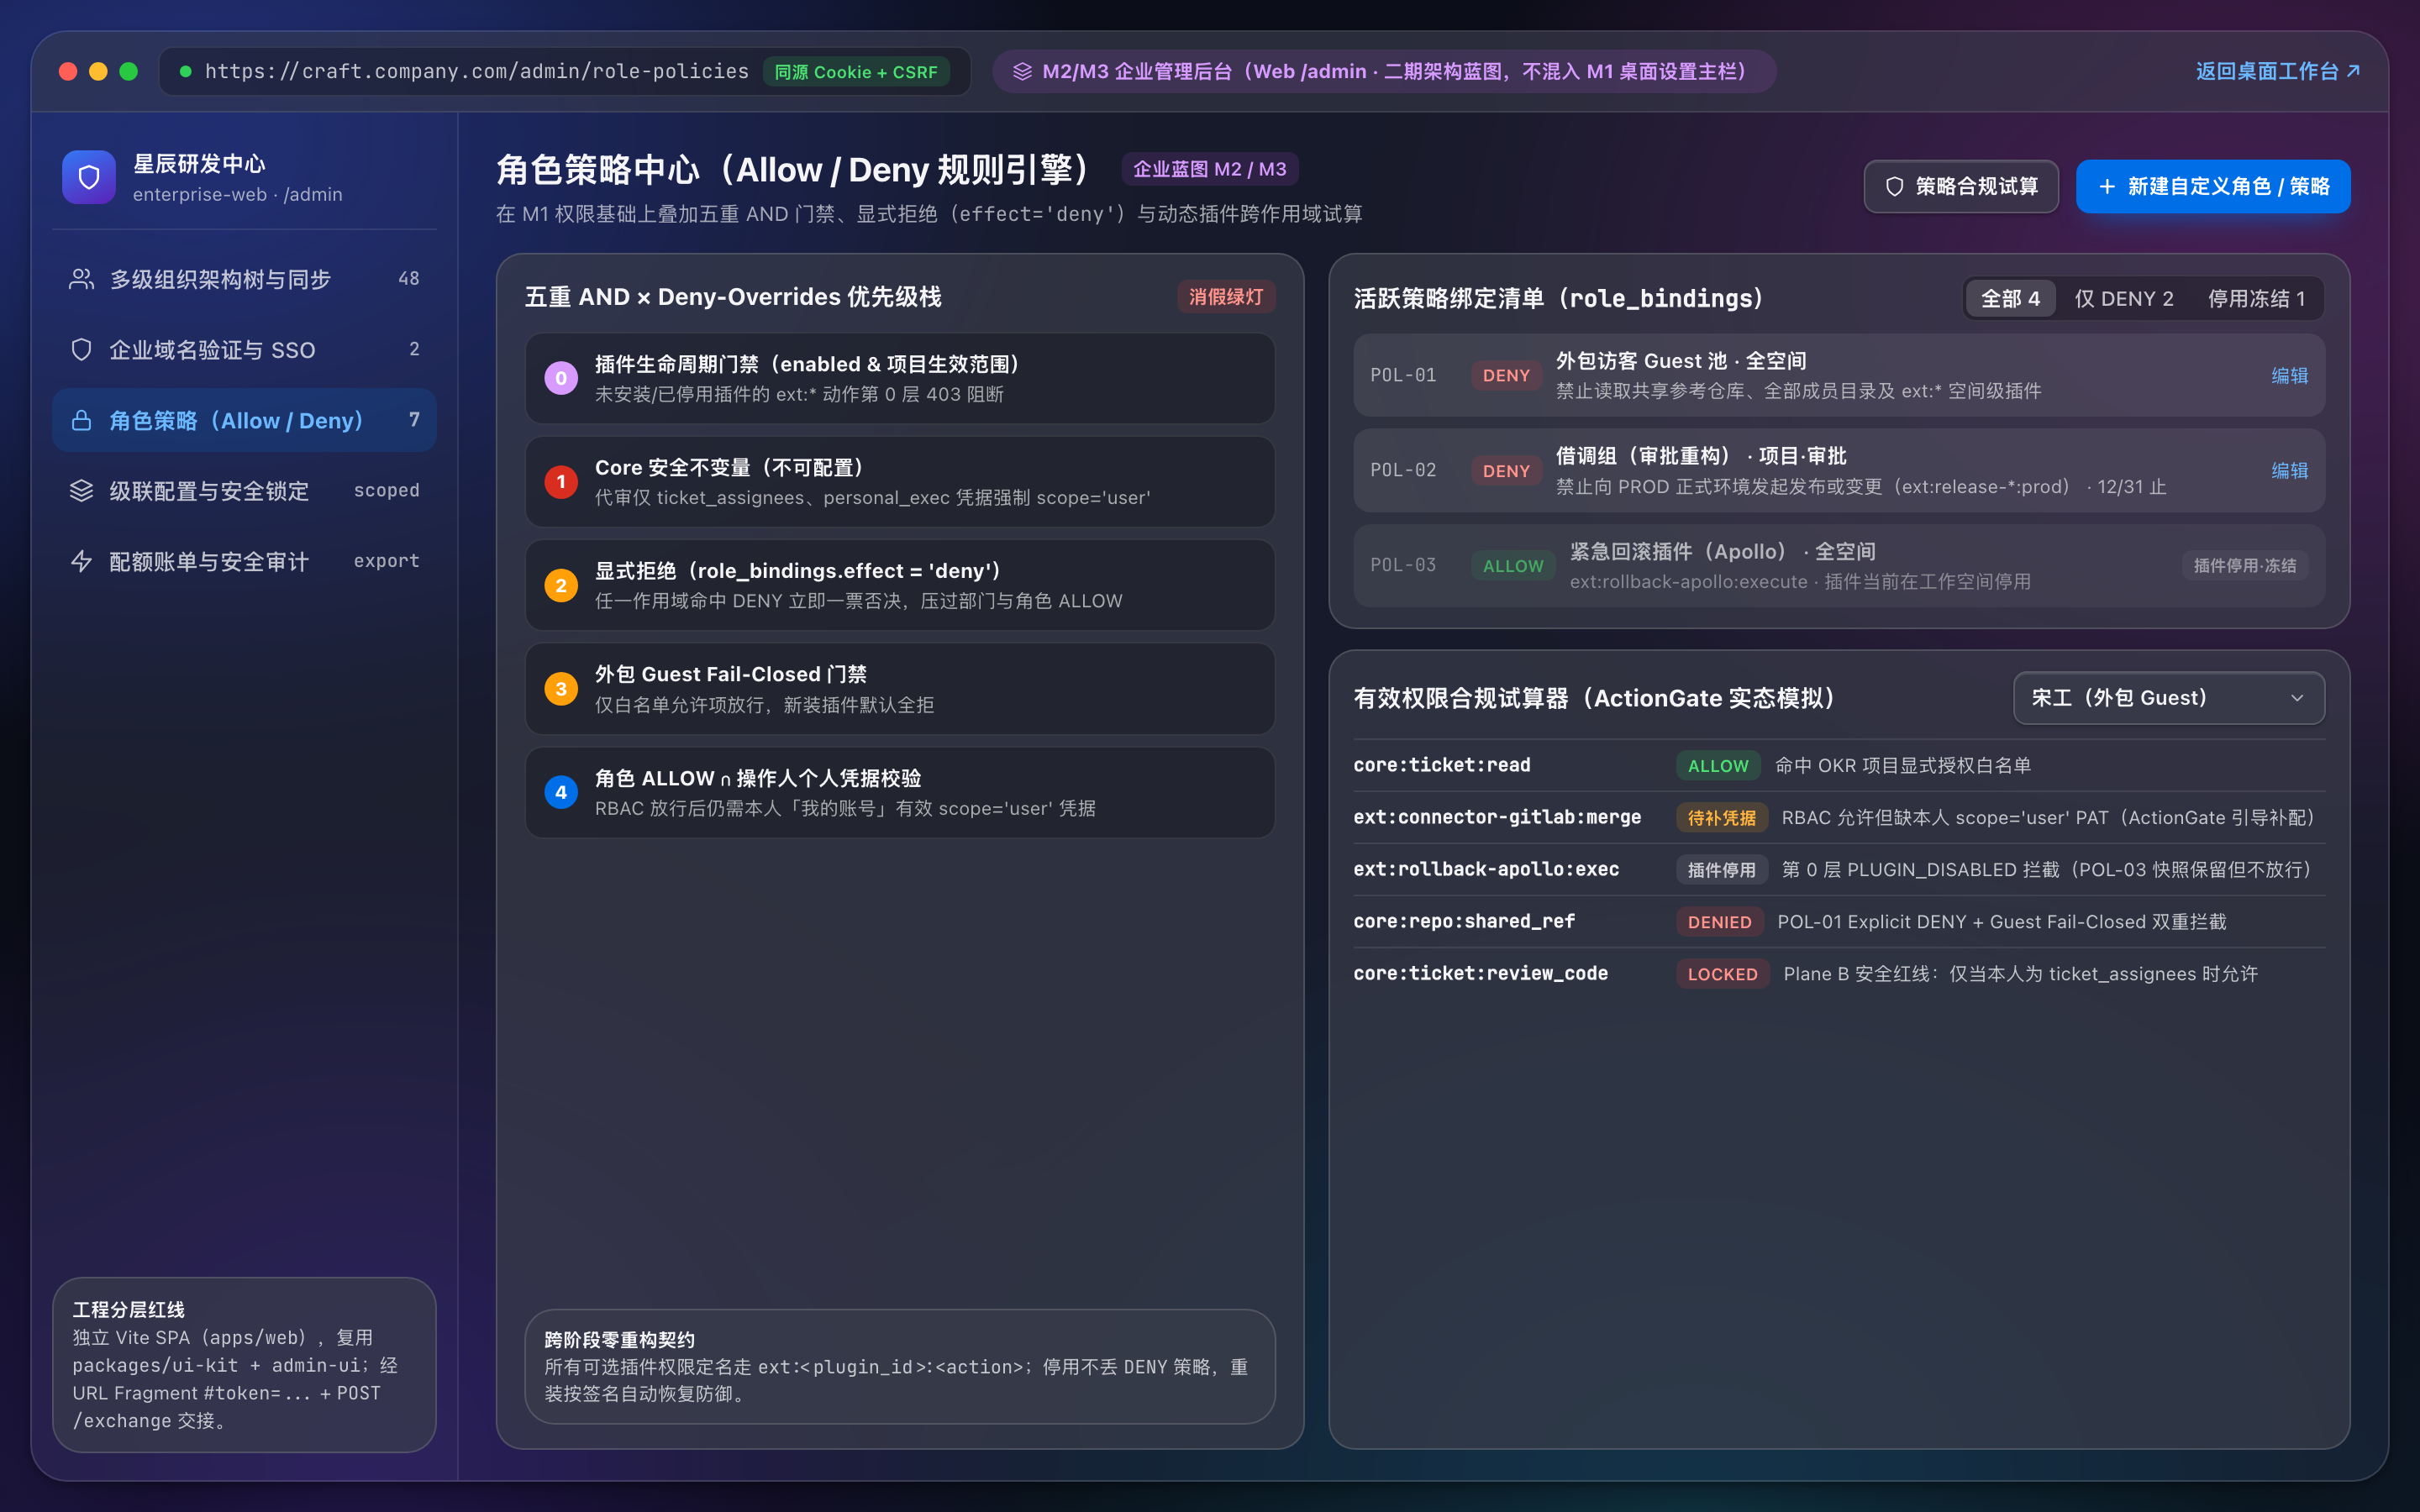 https://craft.company.com/admin/role-policies
同源 Cookie + CSRF
M2/M3 企业管理后台（Web /admin · 二期架构蓝图，不混入 M1 桌面设置主栏）
返回桌面工作台
星辰研发中心
enterprise-web · /admin
多级组织架构树与同步 48
企业域名验证与 SSO 2
角色策略（Allow / Deny） 7
级联配置与安全锁定 scoped
配额账单与安全审计 export
工程分层红线
独立 Vite SPA（apps/web），复用
packages/ui-kit + admin-ui；经
URL Fragment #token=... + POST
/exchange 交接。
角色策略中心（Allow / Deny 规则引擎）
企业蓝图 M2 / M3
在 M1 权限基础上叠加五重 AND 门禁、显式拒绝（effect='deny'）与动态插件跨作用域试算
策略合规试算
新建自定义角色 / 策略
五重 AND × Deny-Overrides 优先级栈
消假绿灯
0
插件生命周期门禁（enabled & 项目生效范围）
未安装/已停用插件的 ext:* 动作第 0 层 403 阻断
1
Core 安全不变量（不可配置）
代审仅 ticket_assignees、personal_exec 凭据强制 scope='user'
2
显式拒绝（role_bindings.effect = 'deny'）
任一作用域命中 DENY 立即一票否决，压过部门与角色 ALLOW
3
外包 Guest Fail-Closed 门禁
仅白名单允许项放行，新装插件默认全拒
4
角色 ALLOW ∩ 操作人个人凭据校验
RBAC 放行后仍需本人「我的账号」有效 scope='user' 凭据
跨阶段零重构契约
所有可选插件权限定名走 ext:<plugin_id>:<action>；停用不丢 DENY 策略，重
装按签名自动恢复防御。
活跃策略绑定清单（role_bindings）
全部 4 仅 DENY 2 停用冻结 1
POL-01 DENY
外包访客 Guest 池 · 全空间
禁止读取共享参考仓库、全部成员目录及 ext:* 空间级插件
编辑
POL-02 DENY
借调组（审批重构） · 项目·审批
禁止向 PROD 正式环境发起发布或变更（ext:release-*:prod） · 12/31 止
编辑
POL-03 ALLOW
紧急回滚插件（Apollo） · 全空间
ext:rollback-apollo:execute · 插件当前在工作空间停用
插件停用·冻结
有效权限合规试算器（ActionGate 实态模拟）
宋工（外包 Guest）
core:ticket:read ALLOW 命中 OKR 项目显式授权白名单
ext:connector-gitlab:merge 待补凭据 RBAC 允许但缺本人 scope='user' PAT（ActionGate 引导补配）
ext:rollback-apollo:exec 插件停用 第 0 层 PLUGIN_DISABLED 拦截（POL-03 快照保留但不放行）
core:repo:shared_ref DENIED POL-01 Explicit DENY + Guest Fail-Closed 双重拦截
core:ticket:review_code LOCKED Plane B 安全红线：仅当本人为 ticket_assignees 时允许